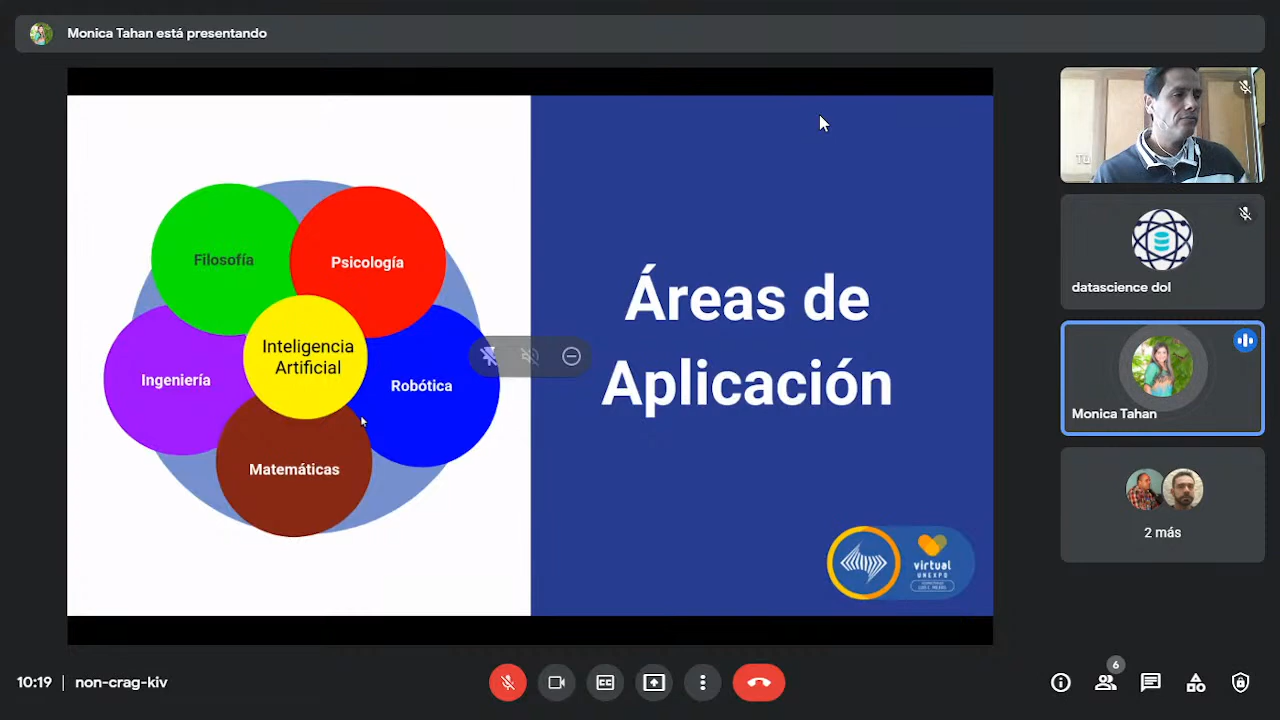 Monica Tahan está presentando
Filosofía
Psicología
Inteligencia
Artificial
Ingeniería
Robótica
Matemáticas
Áreas de
Aplicación
virtual
UNEXPO
TÚ
datascience dol
Monica Tahan
2 más
10:19 | non-crag-kiv
6